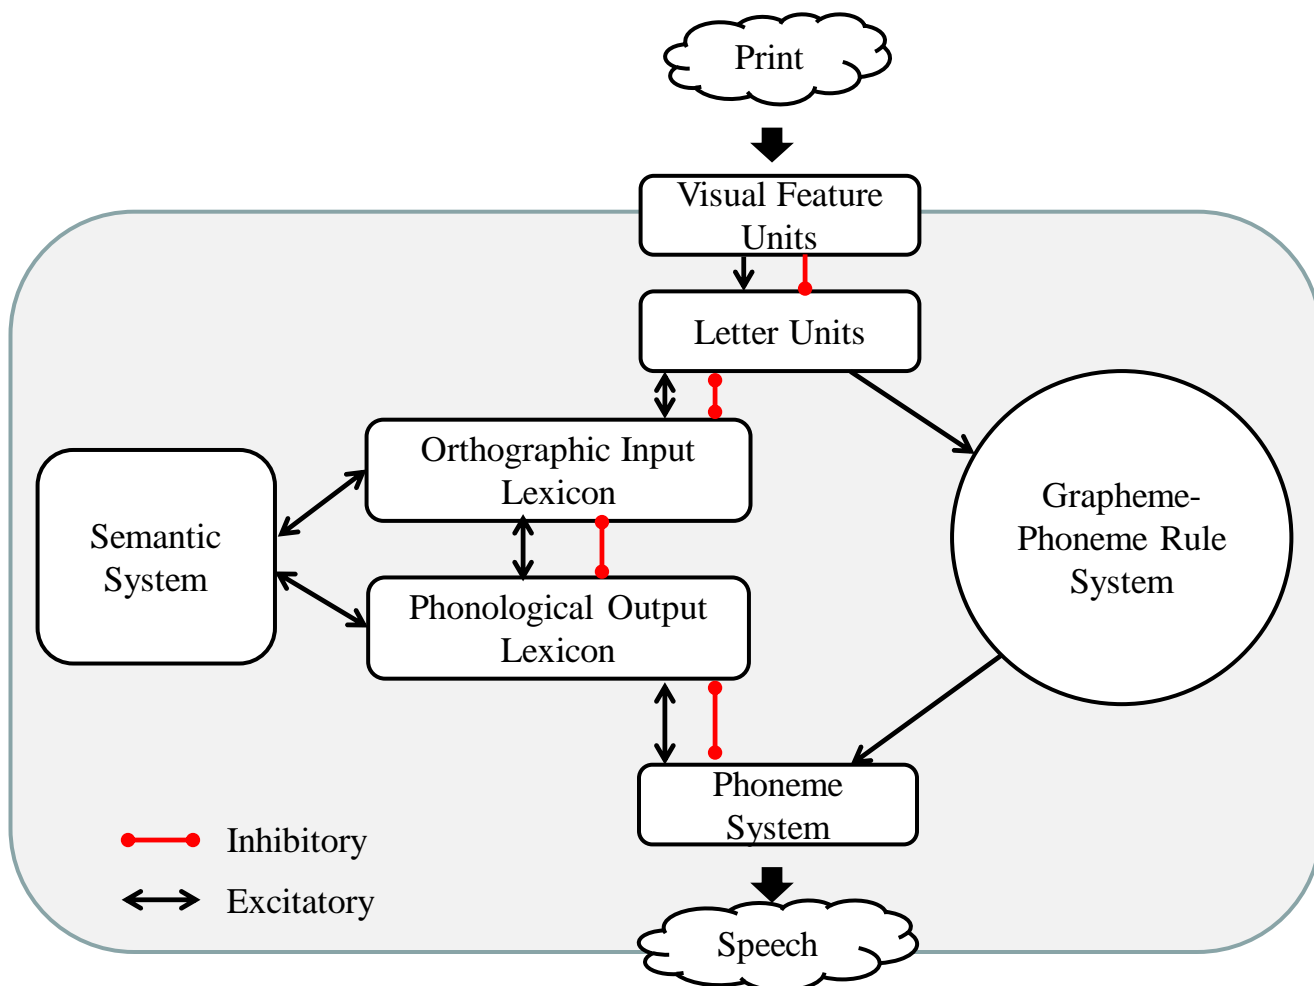 Print
Visual Feature
Units
Letter Units
Orthographic Input
Lexicon
Semantic
System
Grapheme-
Phoneme Rule
System
Phonological Output
Lexicon
Phoneme
System
Inhibitory
Excitatory
Speech